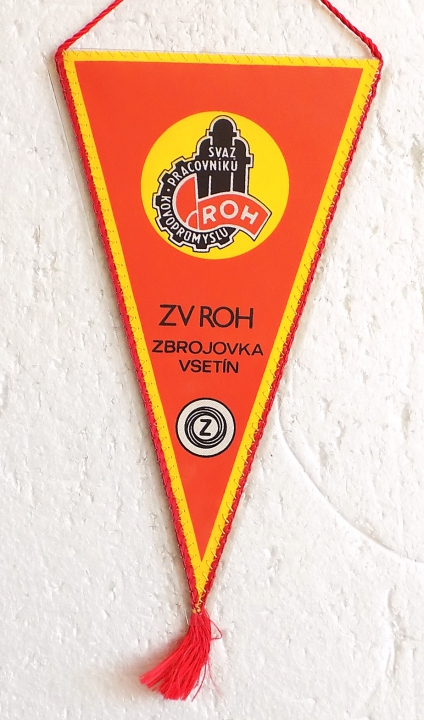 SVAZ
PRACOVNÍKŮ
KOVOPRŮMYSLU
ROH
ZV ROH
ZBROJOVKA
VSETÍN
Z